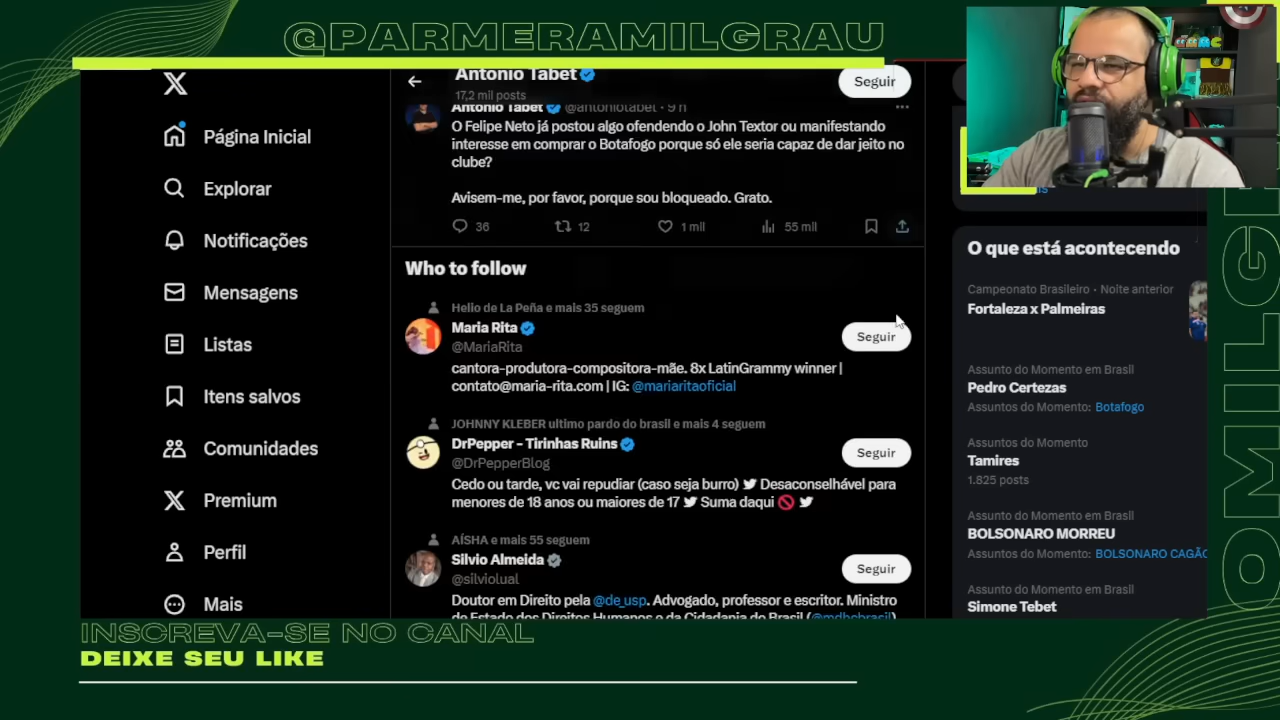 @PARMERAMILGRAU
Antonio Tabet
17,2 mil posts
Seguir
Página Inicial
Explorar
Notificações
Mensagens
Listas
Itens salvos
Comunidades
Premium
Perfil
Mais
Antonio Tabet @antoniotabet · 9 h
O Felipe Neto já postou algo ofendendo o John Textor ou manifestando
interesse em comprar o Botafogo porque só ele seria capaz de dar jeito no
clube?
Avisem-me, por favor, porque sou bloqueado. Grato.
36 12 1 mil 55 mil
Who to follow
Helio de La Peña e mais 35 seguem
Maria Rita
@MariaRita
Seguir
cantora-produtora-compositora-mãe. 8x LatinGrammy winner |
contato@maria-rita.com | IG: @mariaritaoficial
JOHNNY KLEBER ultimo pardo do brasil e mais 4 seguem
DrPepper - Tirinhas Ruins
@DrPepperBlog
Seguir
Cedo ou tarde, vc vai repudiar (caso seja burro) Desaconselhável para
menores de 18 anos ou maiores de 17 Suma daqui 🚫
AÍSHA e mais 55 seguem
Silvio Almeida
@silviolual
Seguir
Doutor em Direito pela @de_usp. Advogado, professor e escritor. Ministro
de Estado dos Direitos Humanos e da Cidadania do Brasil (@mdhcbrasil)
O que está acontecendo
Campeonato Brasileiro · Noite anterior
Fortaleza x Palmeiras
Assunto do Momento em Brasil
Pedro Certezas
Assuntos do Momento: Botafogo
Assuntos do Momento
Tamires
1.825 posts
Assunto do Momento em Brasil
BOLSONARO MORREU
Assuntos do Momento: BOLSONARO CAGÃO
Assunto do Momento em Brasil
Simone Tebet
INSCREVA-SE NO CANAL
DEIXE SEU LIKE